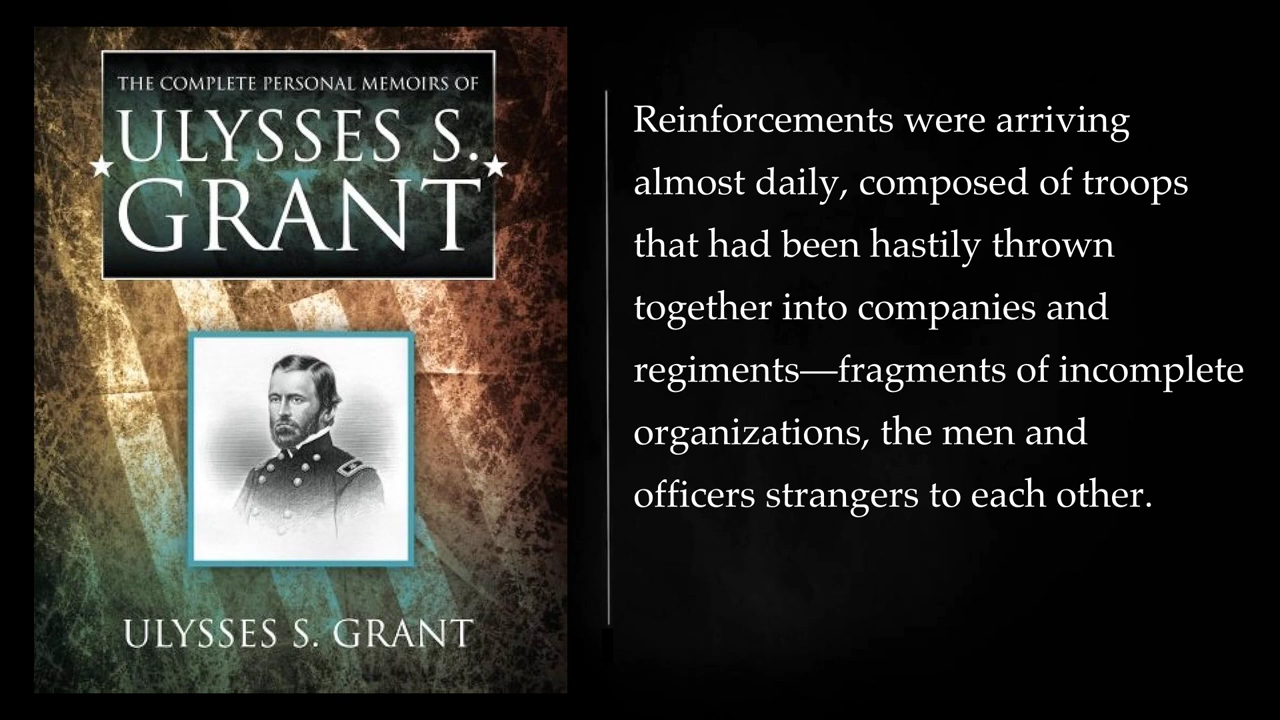 THE COMPLETE PERSONAL MEMOIRS OF
ULYSSES S.
GRANT
ULYSSES S. GRANT
Reinforcements were arriving
almost daily, composed of troops
that had been hastily thrown
together into companies and
regiments—fragments of incomplete
organizations, the men and
officers strangers to each other.